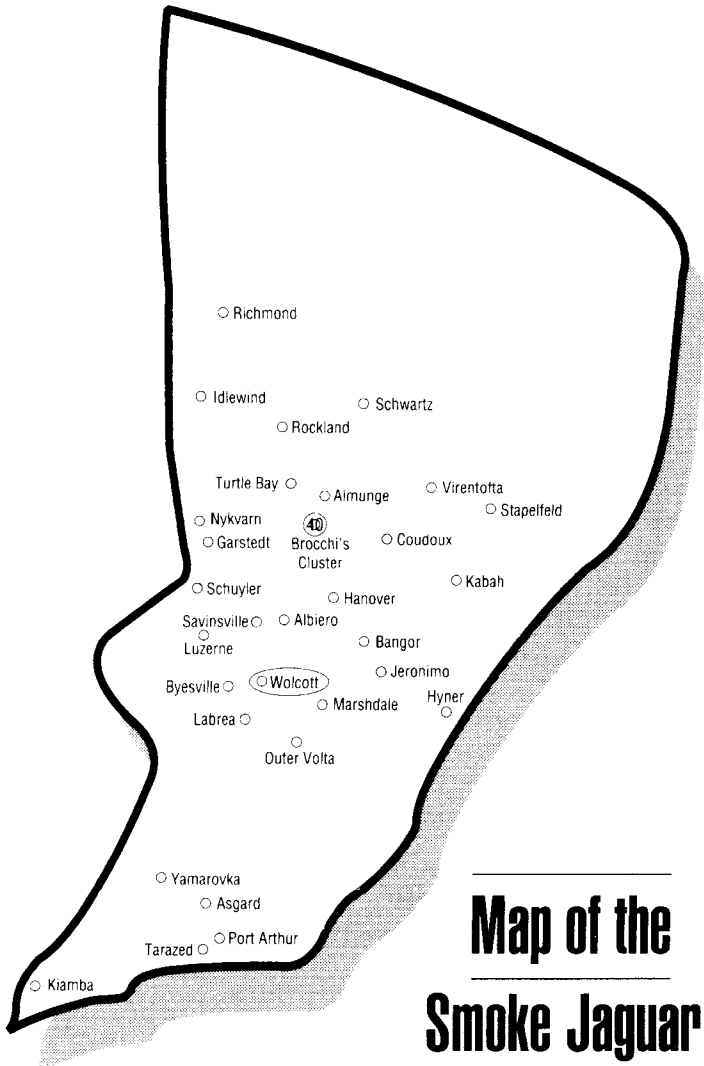 Richmond
Idlewind
Schwartz
Rockland
Turtle Bay
Almunge
Virentofta
Stapelfeld
Nykvarn
Brocchi's
Cluster
Garstedt
Coudoux
Kabah
Schuyler
Hanover
Savinsville
Albiero
Luzerne
Bangor
Jeronimo
Byesville
Wolcott
Hyner
Marshdale
Labrea
Outer Volta
Yamarovka
Asgard
Port Arthur
Tarazed
Kiamba
Map of the
Smoke Jaguar